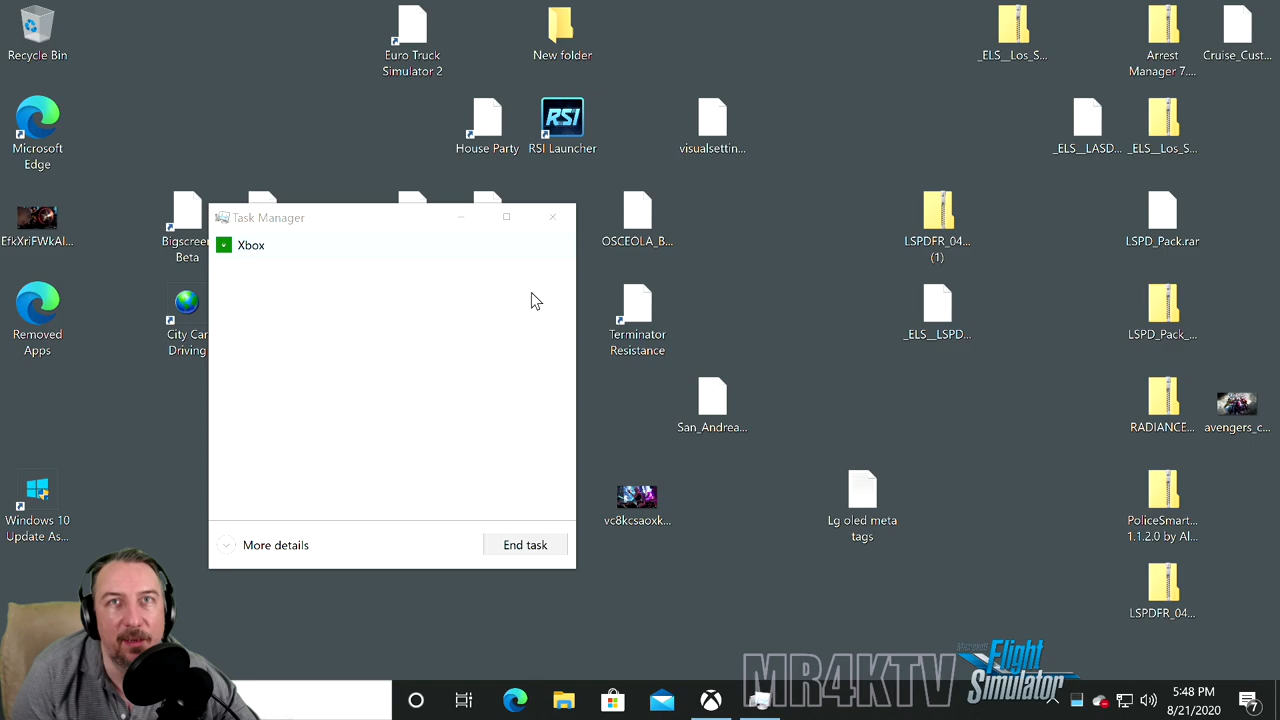 Recycle Bin
Euro Truck
Simulator 2
New folder
_ELS__Los_S...
Arrest
Manager 7....
Cruise_Cust...
Microsoft
Edge
House Party
RSI
RSI Launcher
visualsettin...
_ELS__LASD...
_ELS__Los_S...
EfkXriFWkAI...
Bigscreen
Beta
Task Manager
Xbox
OSCEOLA_B...
LSPDFR_04...
(1)
LSPD_Pack.rar
Removed
Apps
City Car
Driving
Terminator
Resistance
_ELS__LSPD...
LSPD_Pack_...
San_Andrea...
RADIANCE...
avengers_c...
Windows 10
Update As...
vc8kcsaoxk...
Lg oled meta
tags
PoliceSmart...
1.1.2.0 by Al...
More details
End task
LSPDFR_04...
MR4KTV
Microsoft
Flight
Simulator
5:48 PM
8/21/2020
7